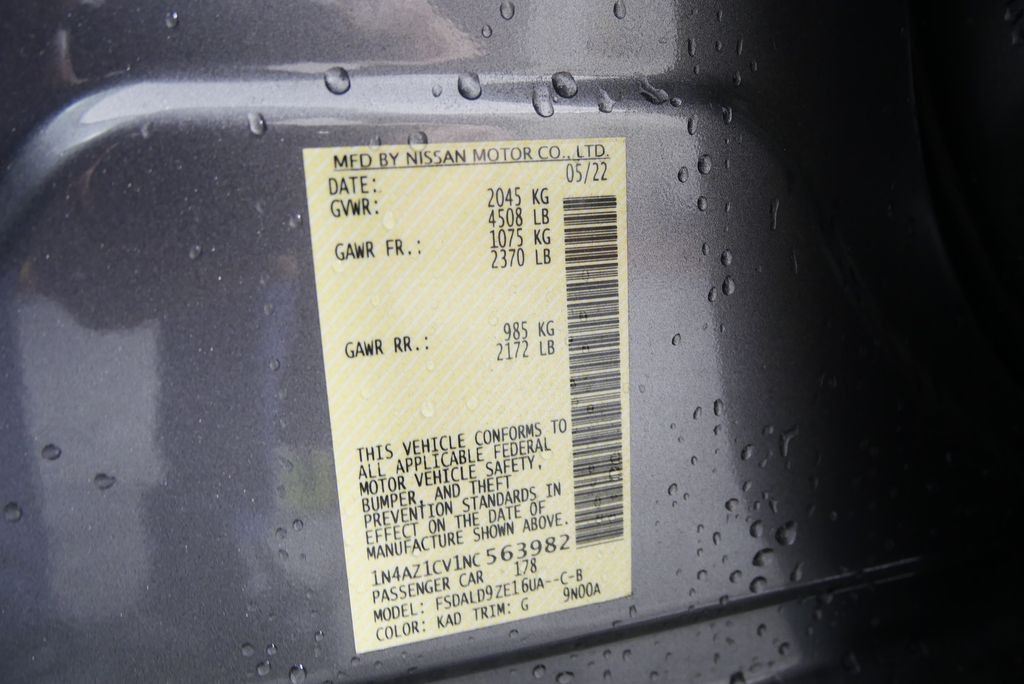 MFD BY NISSAN MOTOR CO., LTD.
DATE: 05/22
GVWR: 2045 KG
4508 LB
GAWR FR.: 1075 KG
2370 LB
GAWR RR.: 985 KG
2172 LB
THIS VEHICLE CONFORMS TO
ALL APPLICABLE FEDERAL
MOTOR VEHICLE SAFETY,
BUMPER, AND THEFT
PREVENTION STANDARDS IN
EFFECT ON THE DATE OF
MANUFACTURE SHOWN ABOVE.
1N4AZ1CV1NC563982
PASSENGER CAR 178
MODEL: FSDALD9ZE16UA--C-B
COLOR: KAD TRIM: G 9N00A